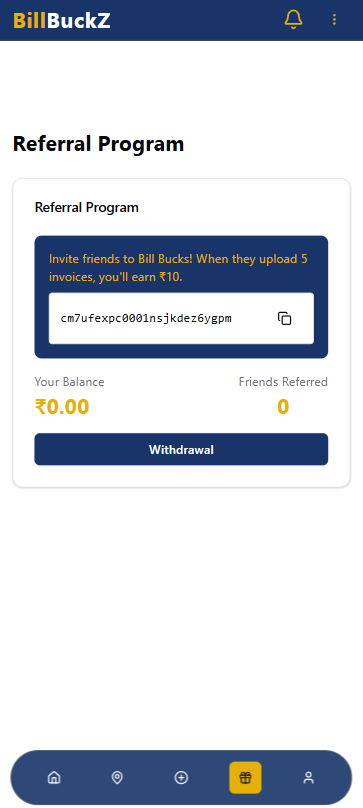 BillBuckZ
Referral Program
Referral Program
Invite friends to Bill Bucks! When they upload 5
invoices, you'll earn ₹10.
cm7ufexpc0001nsjkdez6ygpm
Your Balance
Friends Referred
₹0.00
0
Withdrawal